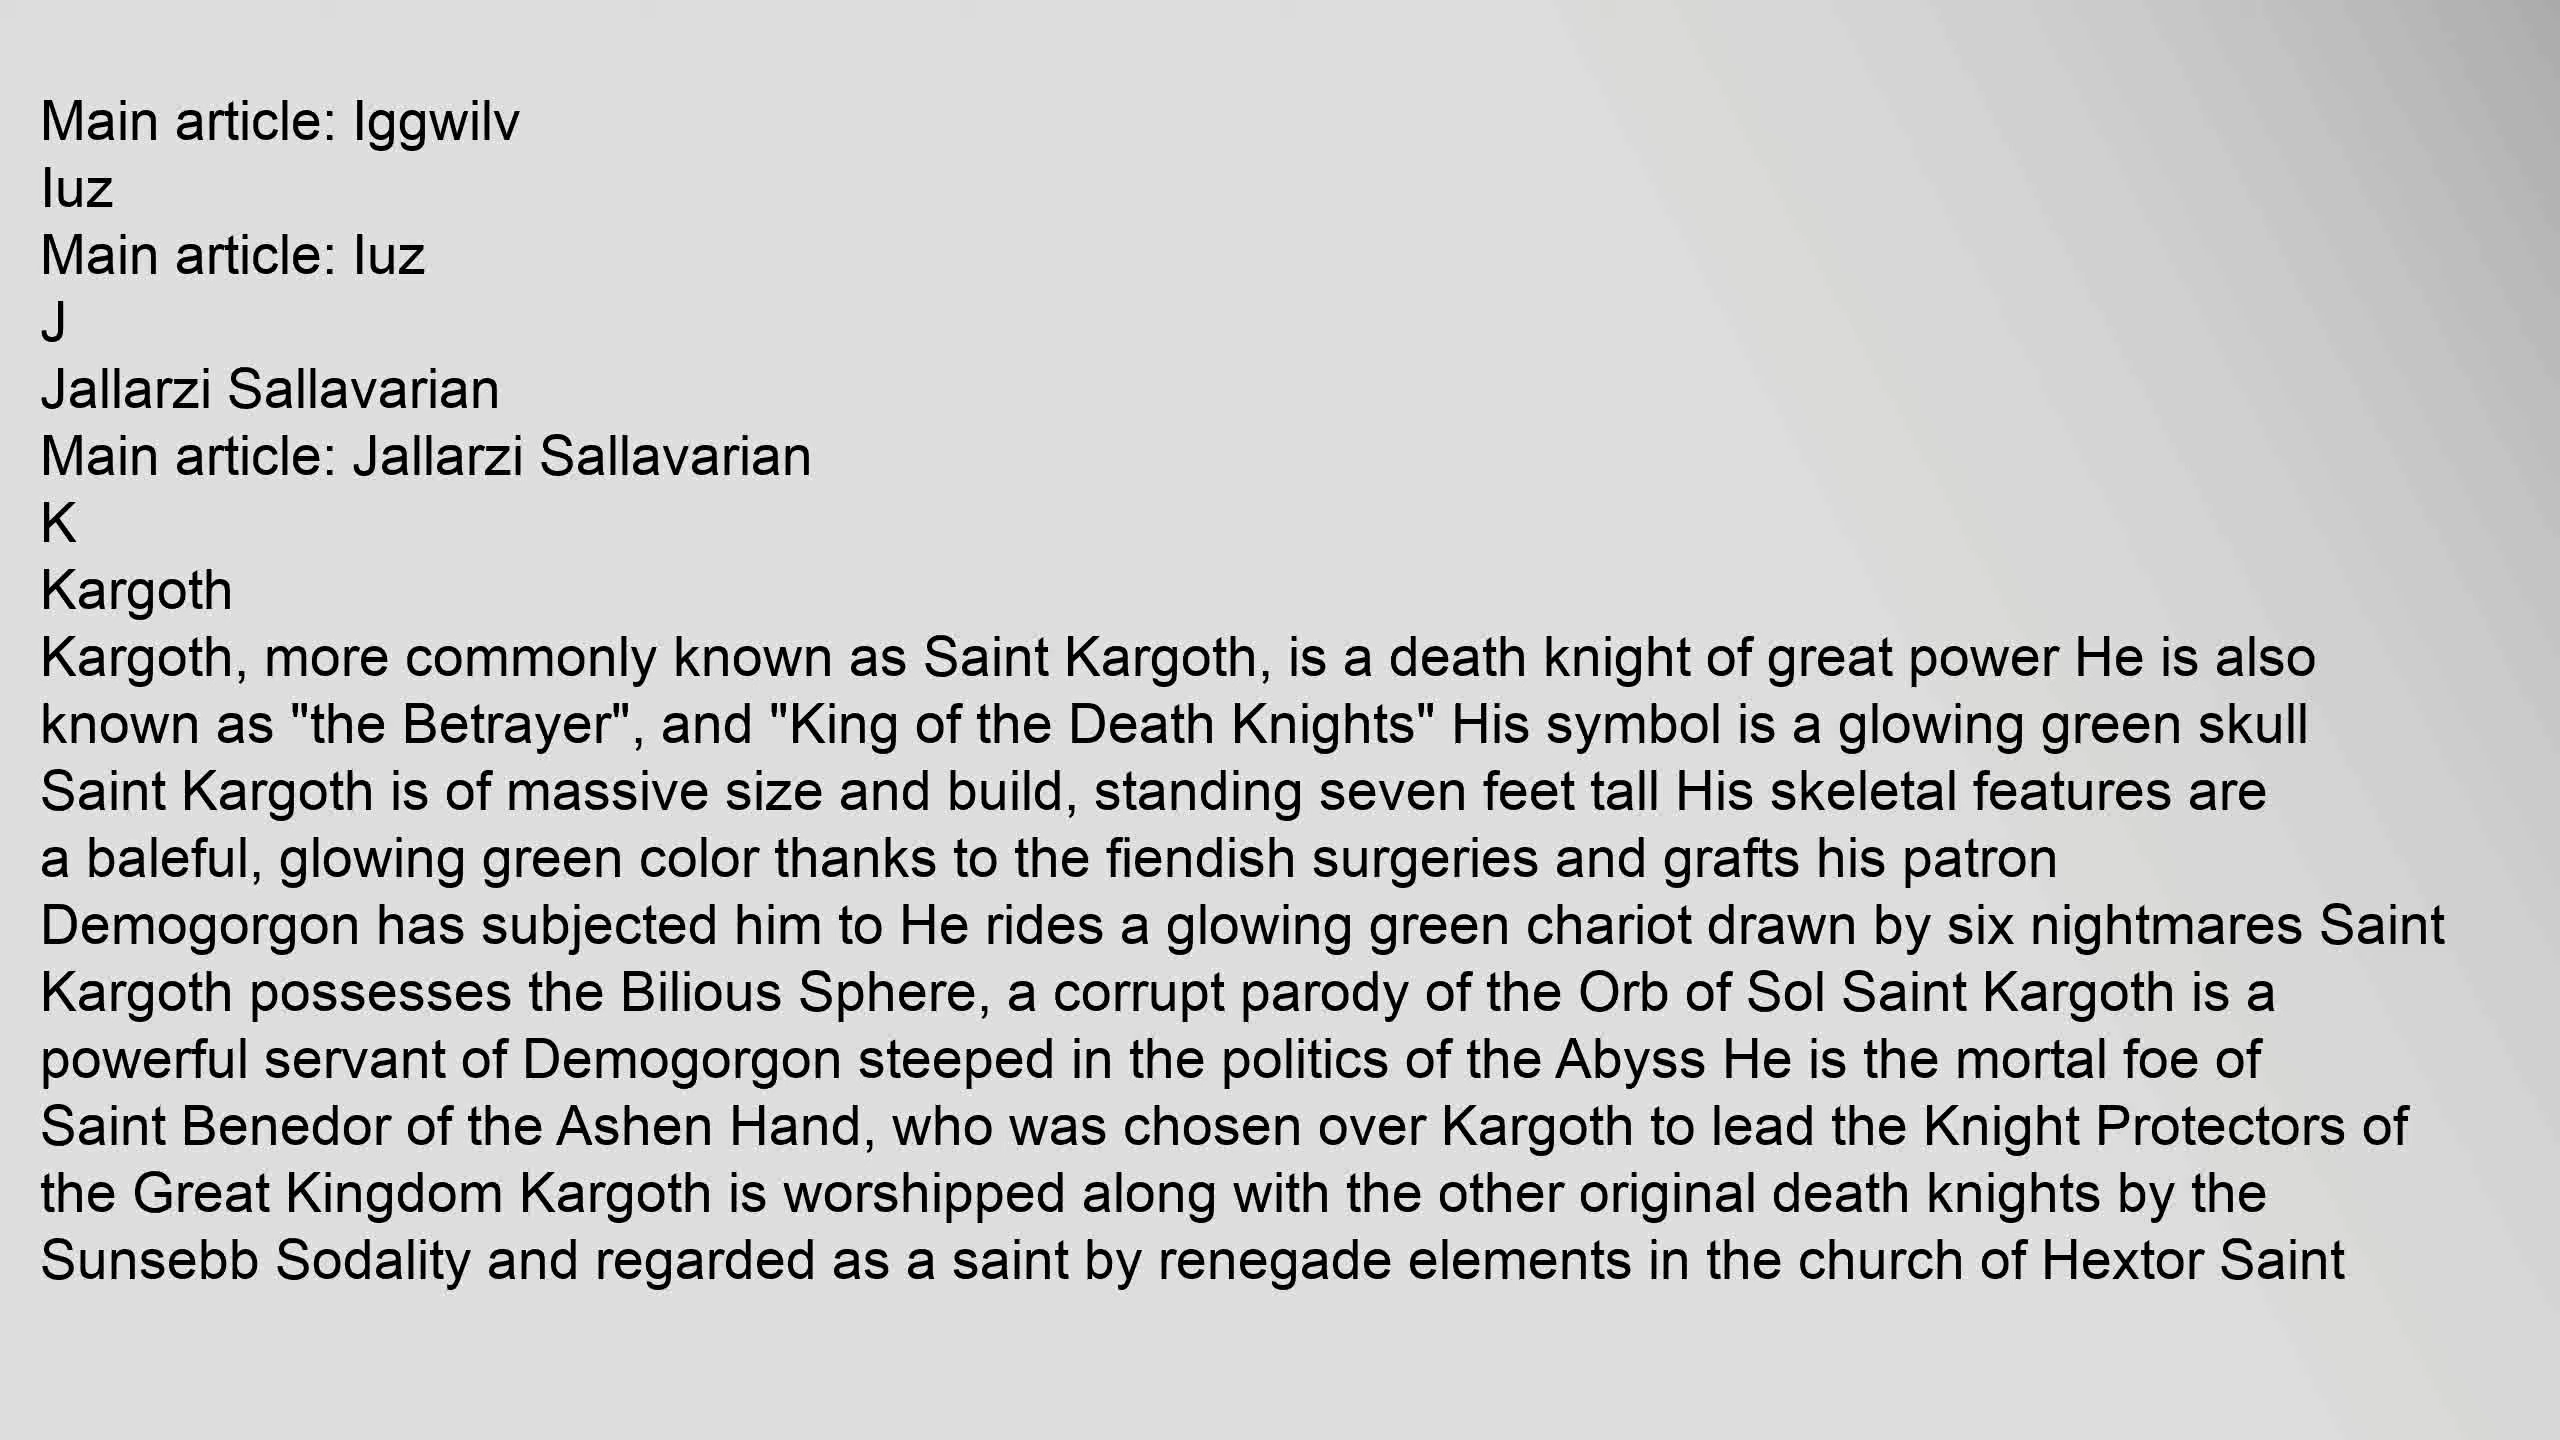 Main article: Iggwilv
Iuz
Main article: Iuz
J
Jallarzi Sallavarian
Main article: Jallarzi Sallavarian
K
Kargoth
Kargoth, more commonly known as Saint Kargoth, is a death knight of great power He is also
known as "the Betrayer", and "King of the Death Knights" His symbol is a glowing green skull
Saint Kargoth is of massive size and build, standing seven feet tall His skeletal features are
a baleful, glowing green color thanks to the fiendish surgeries and grafts his patron
Demogorgon has subjected him to He rides a glowing green chariot drawn by six nightmares Saint
Kargoth possesses the Bilious Sphere, a corrupt parody of the Orb of Sol Saint Kargoth is a
powerful servant of Demogorgon steeped in the politics of the Abyss He is the mortal foe of
Saint Benedor of the Ashen Hand, who was chosen over Kargoth to lead the Knight Protectors of
the Great Kingdom Kargoth is worshipped along with the other original death knights by the
Sunsebb Sodality and regarded as a saint by renegade elements in the church of Hextor Saint